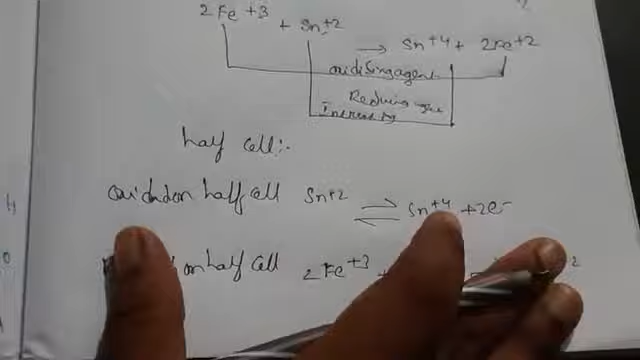 2Fe+3 + Sn+2 → Sn+4 + 2Fe+2
oxidising agent
Reducing
Increase
half cell:-
oxidation half cell Sn+2 ⇌ Sn+4 + 2e-
half cell 2Fe+3 +